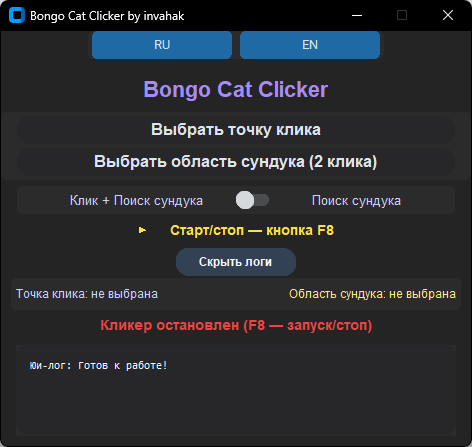 Bongo Cat Clicker by invahak
RU EN
Bongo Cat Clicker
Выбрать точку клика
Выбрать область сундука (2 клика)
Клик + Поиск сундука Поиск сундука
► Старт/стоп — кнопка F8
Скрыть логи
Точка клика: не выбрана Область сундука: не выбрана
Кликер остановлен (F8 — запуск/стоп)
Юи-лог: Готов к работе!